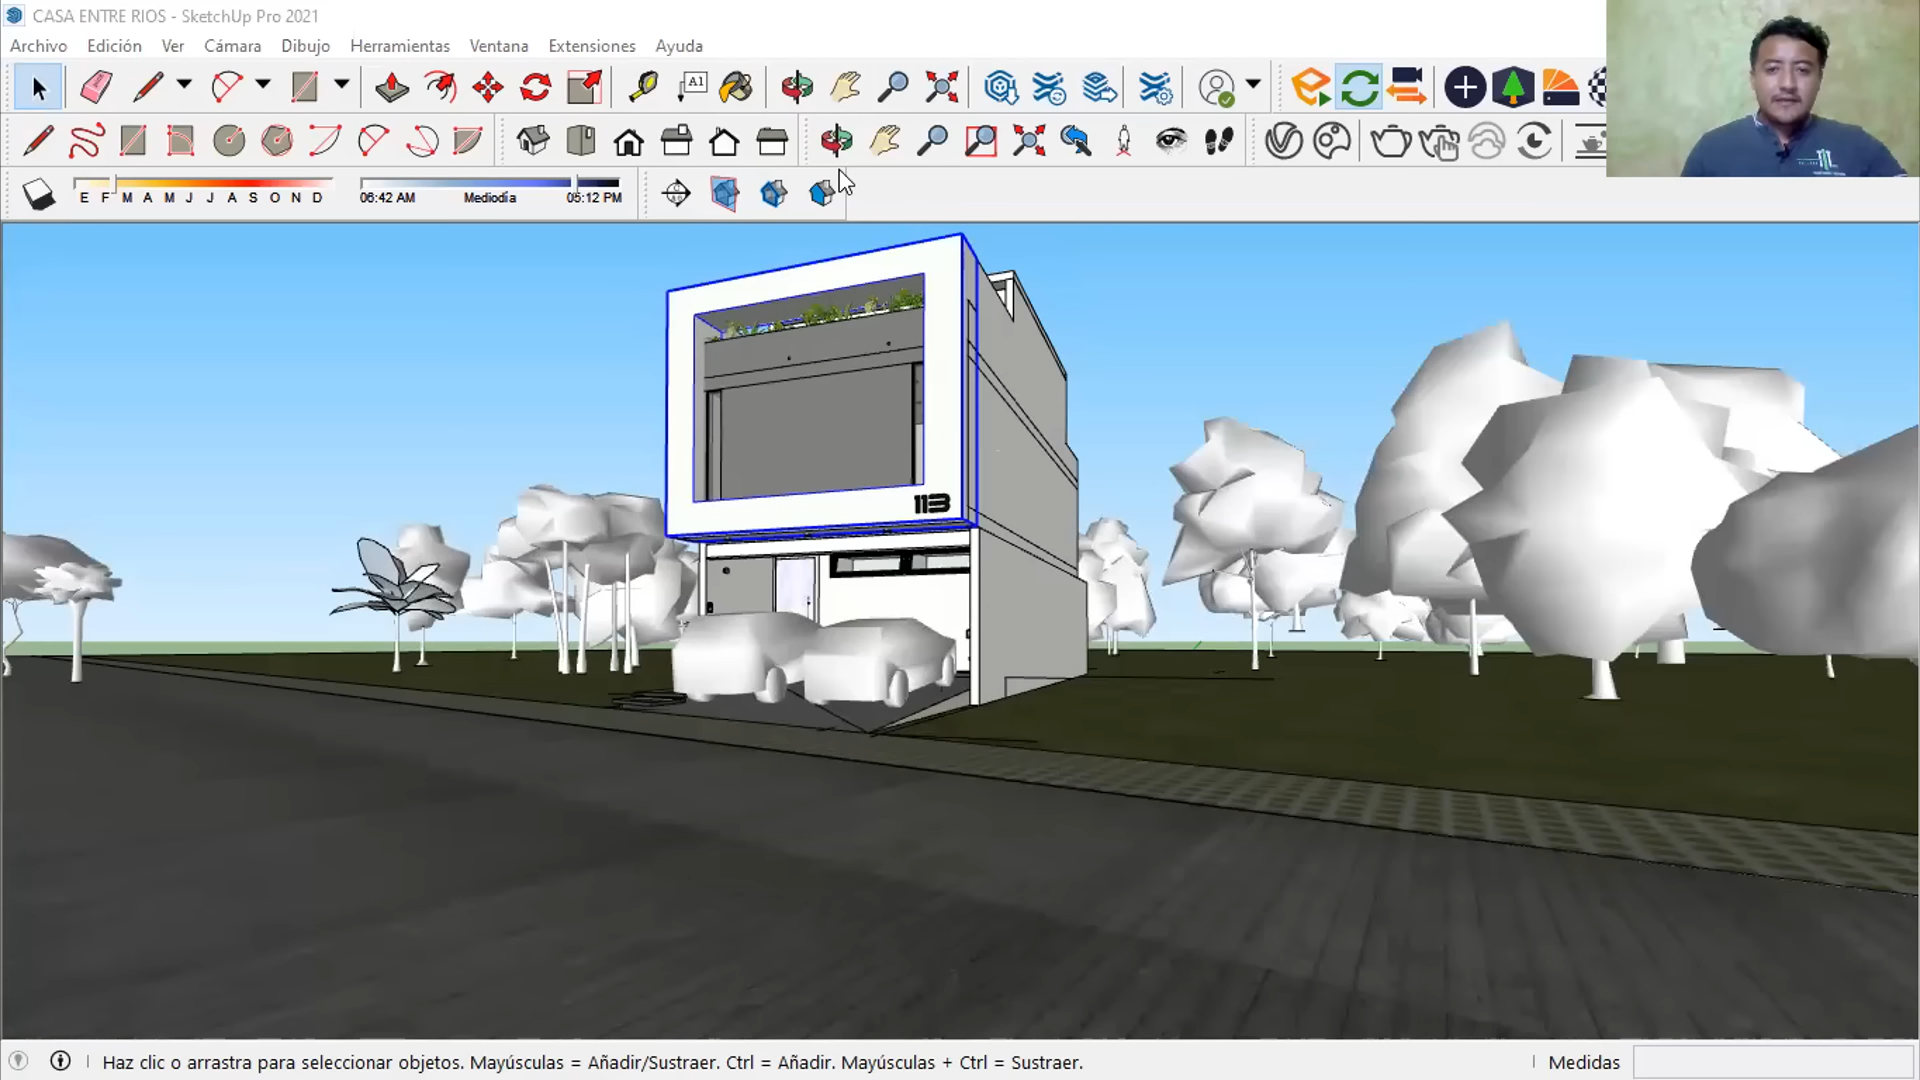 CASA ENTRE RIOS - SketchUp Pro 2021
Archivo Edición Ver Cámara Dibujo Herramientas Ventana Extensiones Ayuda
A1
E F M A M J J A S O N D 06:42 AM Mediodía 05:12 PM
113
Haz clic o arrastra para seleccionar objetos. Mayúsculas = Añadir/Sustraer. Ctrl = Añadir. Mayúsculas + Ctrl = Sustraer. Medidas